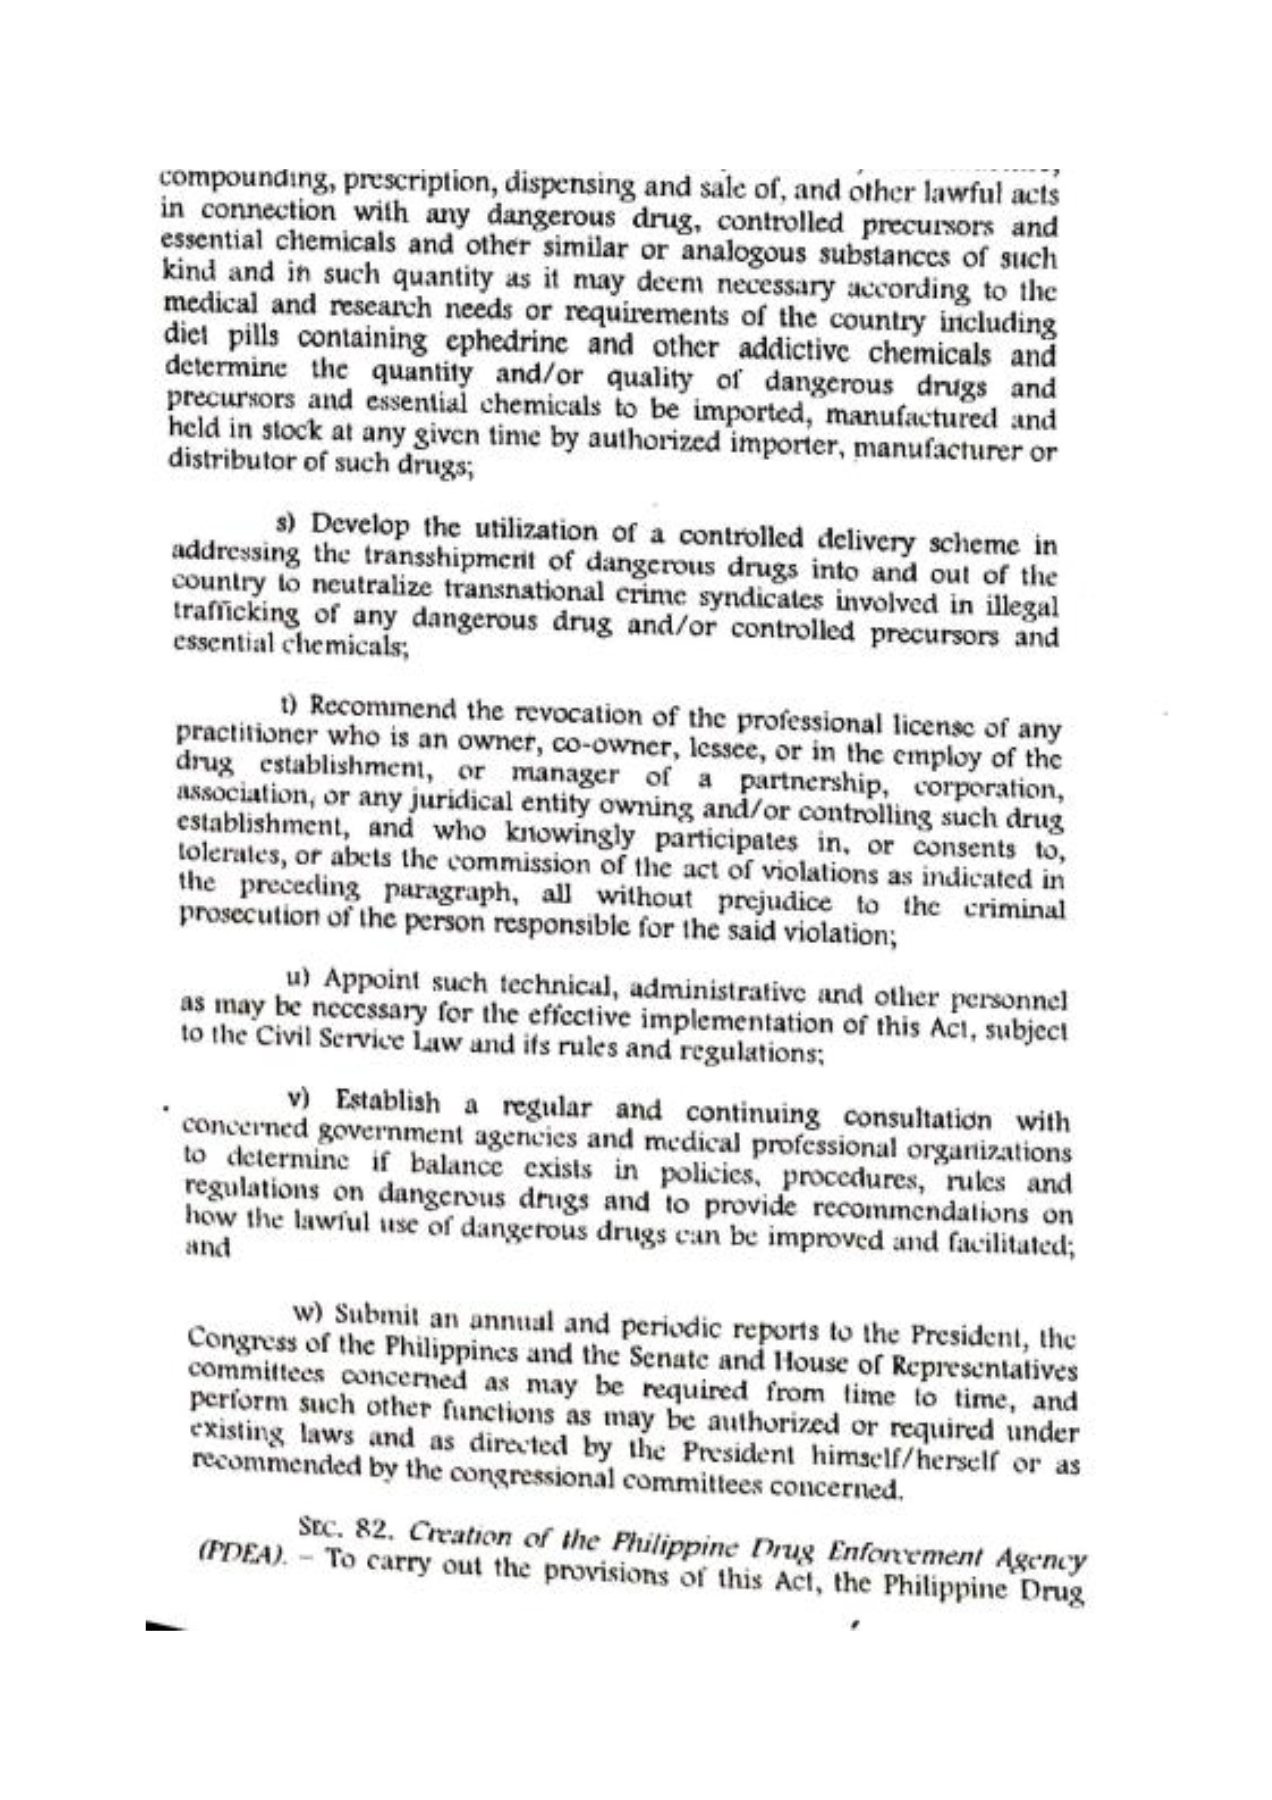 compounding, prescription, dispensing and sale of, and other lawful acts
in connection with any dangerous drug, controlled precursors and
essential chemicals and other similar or analogous substances of such
kind and in such quantity as it may deem necessary according to the
medical and research needs or requirements of the country including
diet pills containing ephedrine and other addictive chemicals and
determine the quantity and/or quality of dangerous drugs and
precursors and essential chemicals to be imported, manufactured and
held in stock at any given time by authorized importer, manufacturer or
distributor of such drugs;
s) Develop the utilization of a controlled delivery scheme in
addressing the transshipment of dangerous drugs into and out of the
country to neutralize transnational crime syndicates involved in illegal
trafficking of any dangerous drug and/or controlled precursors and
essential chemicals;
t) Recommend the revocation of the professional license of any
practitioner who is an owner, co-owner, lessee, or in the employ of the
drug establishment, or manager of a partnership, corporation,
association, or any juridical entity owning and/or controlling such drug
establishment, and who knowingly participates in, or consents to,
tolerates, or abets the commission of the act of violations as indicated in
the preceding paragraph, all without prejudice to the criminal
prosecution of the person responsible for the said violation;
u) Appoint such technical, administrative and other personnel
as may be necessary for the effective implementation of this Act, subject
to the Civil Service Law and its rules and regulations;
v) Establish a regular and continuing consultation with
concerned government agencies and medical professional organizations
to determine if balance exists in policies, procedures, rules and
regulations on dangerous drugs and to provide recommendations on
how the lawful use of dangerous drugs can be improved and facilitated;
and
w) Submit an annual and periodic reports to the President, the
Congress of the Philippines and the Senate and House of Representatives
committees concerned as may be required from time to time, and
perform such other functions as may be authorized or required under
existing laws and as directed by the President himself/herself or as
recommended by the congressional committees concerned.
SEC. 82. Creation of the Philippine Drug Enforcement Agency
(PDEA). – To carry out the provisions of this Act, the Philippine Drug